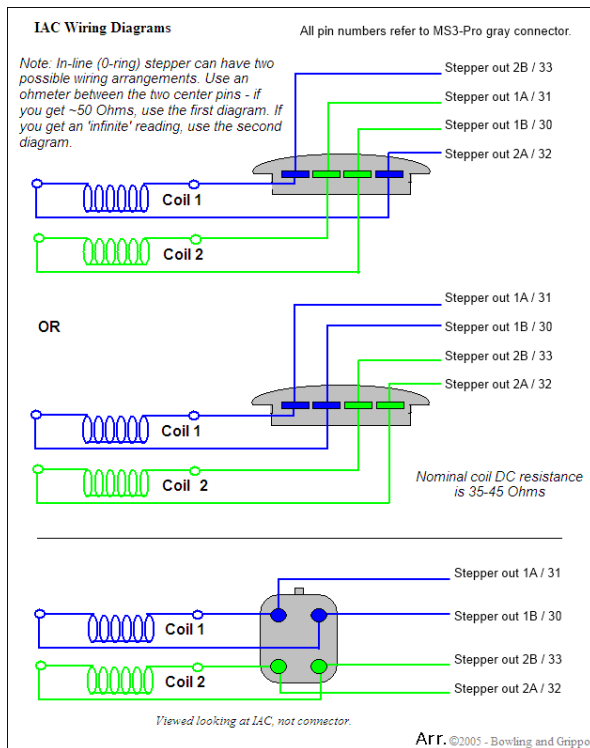 IAC Wiring Diagrams
All pin numbers refer to MS3-Pro gray connector.
Note: In-line (0-ring) stepper can have two
possible wiring arrangements. Use an
ohmeter between the two center pins - if
you get ~50 Ohms, use the first diagram. If
you get an 'infinite' reading, use the second
diagram.
Stepper out 2B / 33
Stepper out 1A / 31
Stepper out 1B / 30
Stepper out 2A / 32
Coil 1
Coil 2
OR
Stepper out 1A / 31
Stepper out 1B / 30
Stepper out 2B / 33
Stepper out 2A / 32
Coil 1
Coil 2
Nominal coil DC resistance
is 35-45 Ohms
Stepper out 1A / 31
Stepper out 1B / 30
Stepper out 2B / 33
Stepper out 2A / 32
Coil 1
Coil 2
Viewed looking at IAC, not connector.
Arr. ©2005 - Bowling and Grippo